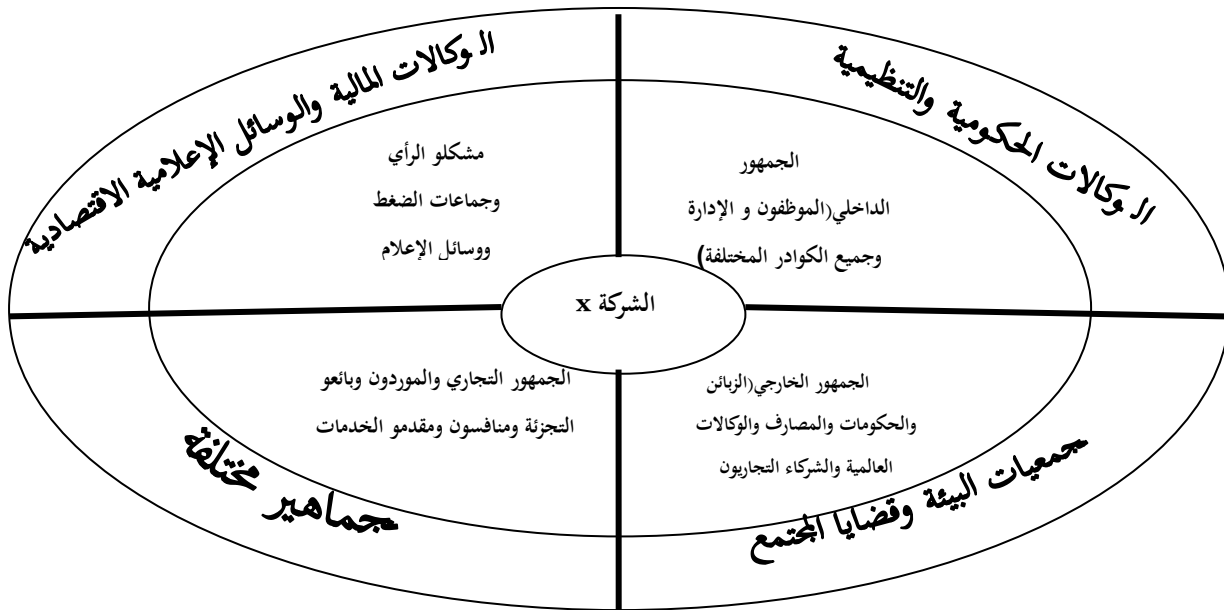 الوكالات الحكومية والتنظيمية
الوكالات المالية والوسائل الإعلامية الاقتصادية
الجمهور
الداخلي(الموظفون و الإدارة
وجميع الكوادر المختلفة)
مشكلو الرأي
وجماعات الضغط
ووسائل الإعلام
الشركة x
الجمهور الخارجي(الزبائن
والحكومات والمصارف والوكالات
العالمية والشركاء التجاريون
الجمهور التجاري والموردون وبائعو
التجزئة ومنافسون ومقدمو الخدمات
جمعيات البيئة وقضايا المجتمع
جماهير مختلفة